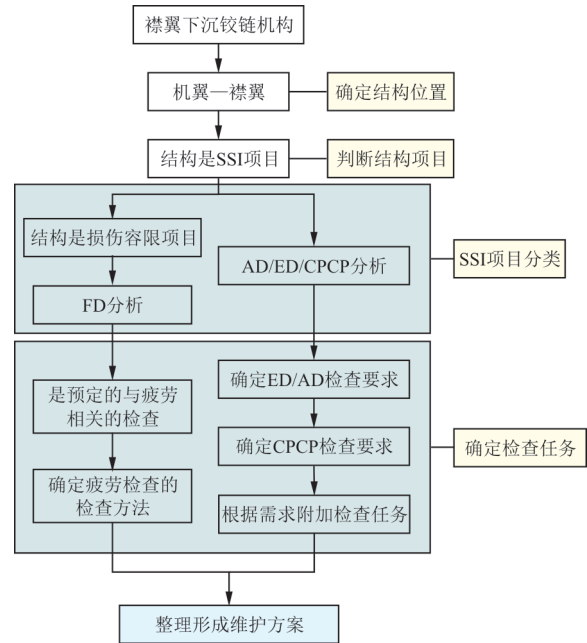 襟翼下沉铰链机构
机翼—襟翼
确定结构位置
结构是SSI项目
判断结构项目
结构是损伤容限项目
AD/ED/CPCP分析
SSI项目分类
FD分析
是预定的与疲劳
相关的检查
确定ED/AD检查要求
确定CPCP检查要求
确定检查任务
确定疲劳检查的
检查方法
根据需求附加检查任务
整理形成维护方案